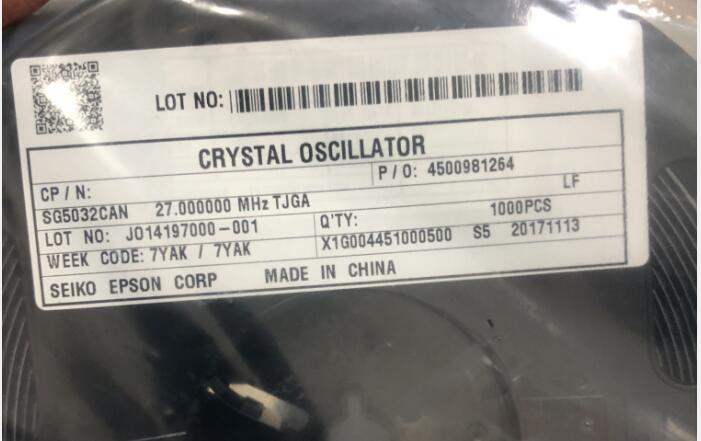 LOT NO:
CRYSTAL OSCILLATOR
CP / N:
P / O: 4500981264
SG5032CAN 27.000000 MHz TJGA
LF
LOT NO: J014197000-001
Q'TY: 1000PCS
WEEK CODE: 7YAK / 7YAK
X1G004451000500 S5 20171113
SEIKO EPSON CORP MADE IN CHINA